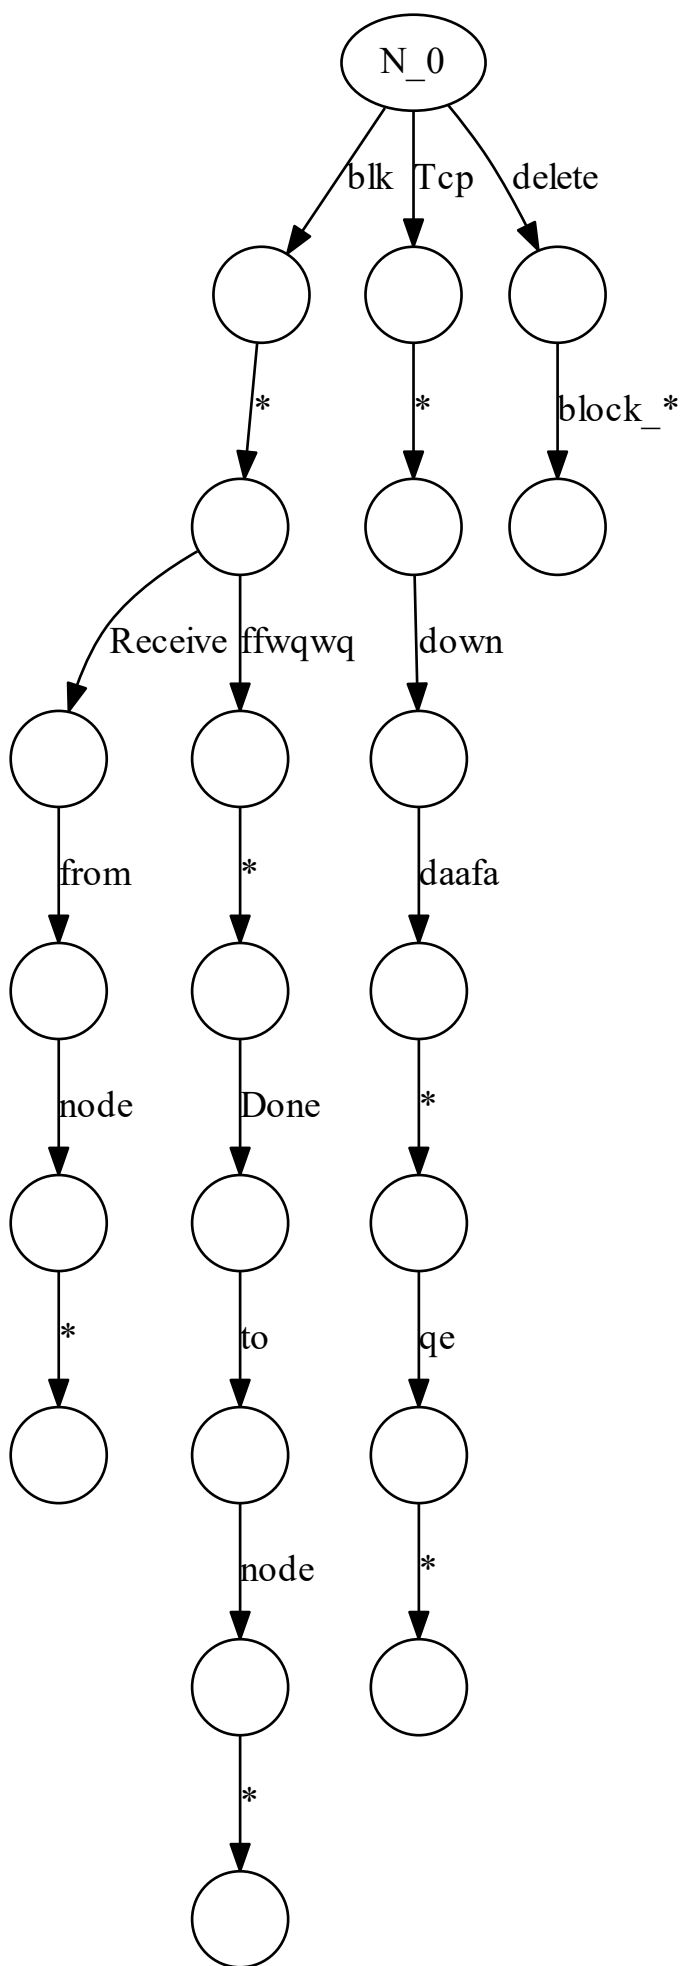 N_0
blk Tcp delete
* * block_*
Receive ffwqwq down
from * daafa
node Done *
* to qe
node *
*